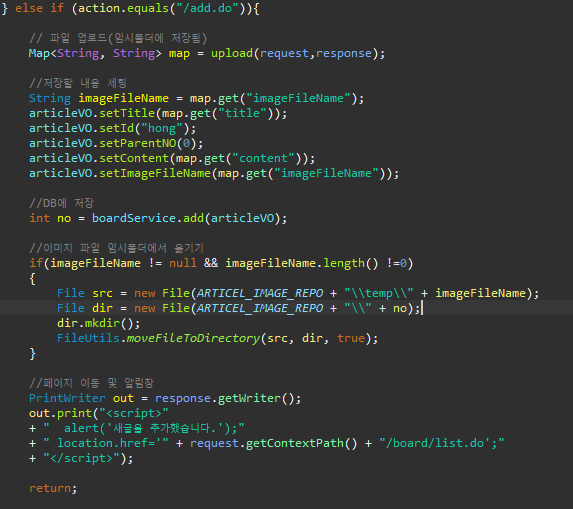 } else if (action.equals("/add.do")){
// 파일 업로드(임시폴더에 저장됨)
Map<String, String> map = upload(request,response);
//저장할 내용 세팅
String imageFileName = map.get("imageFileName");
articleVO.setTitle(map.get("title"));
articleVO.setId("hong");
articleVO.setParentNO(0);
articleVO.setContent(map.get("content"));
articleVO.setImageFileName(map.get("imageFileName"));
//DB에 저장
int no = boardService.add(articleVO);
//이미지 파일 임시폴더에서 옮기기
if(imageFileName != null && imageFileName.length() !=0)
{
File src = new File(ARTICEL_IMAGE_REPO + "\\temp\\" + imageFileName);
File dir = new File(ARTICEL_IMAGE_REPO + "\\" + no);
dir.mkdir();
FileUtils.moveFileToDirectory(src, dir, true);
}
//페이지 이동 및 알림창
PrintWriter out = response.getWriter();
out.print("<script>"
+ "  alert('새글을 추가했습니다.');"
+ " location.href='" + request.getContextPath() + "/board/list.do';"
+ "</script>");
return;